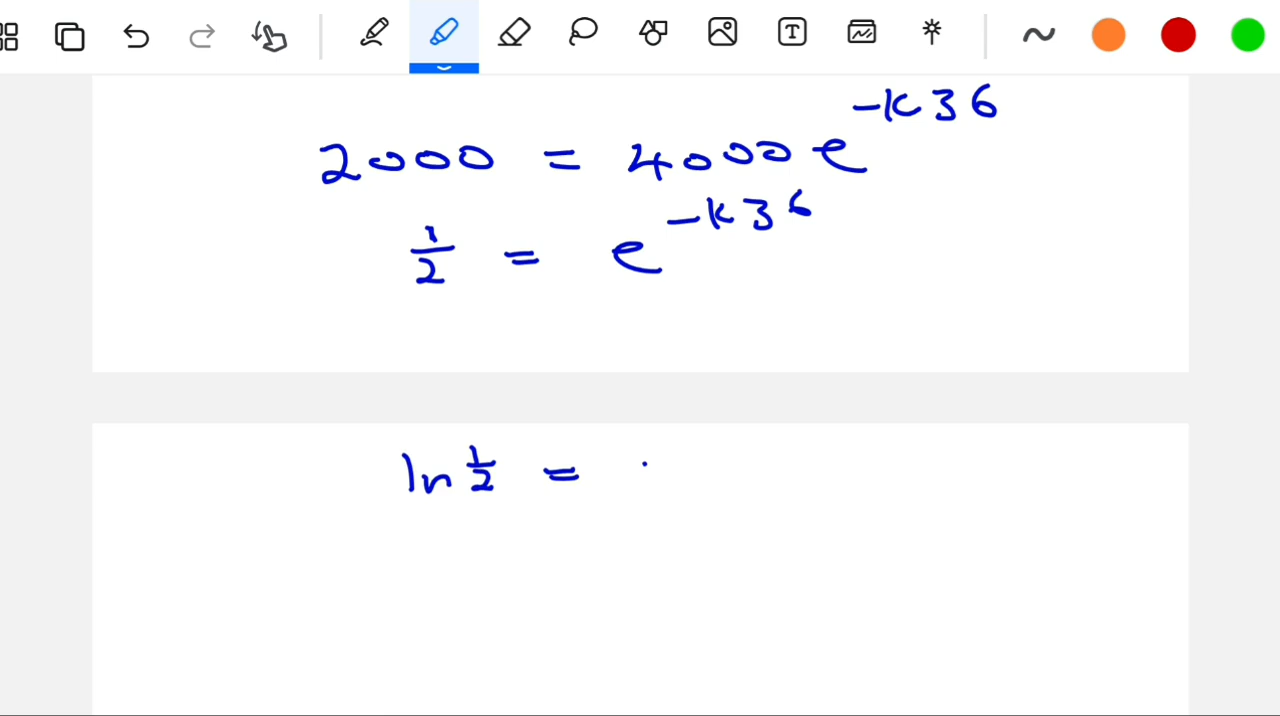 2000 = 4000 e^{-k36}
1/2 = e^{-k36}
ln 1/2 =